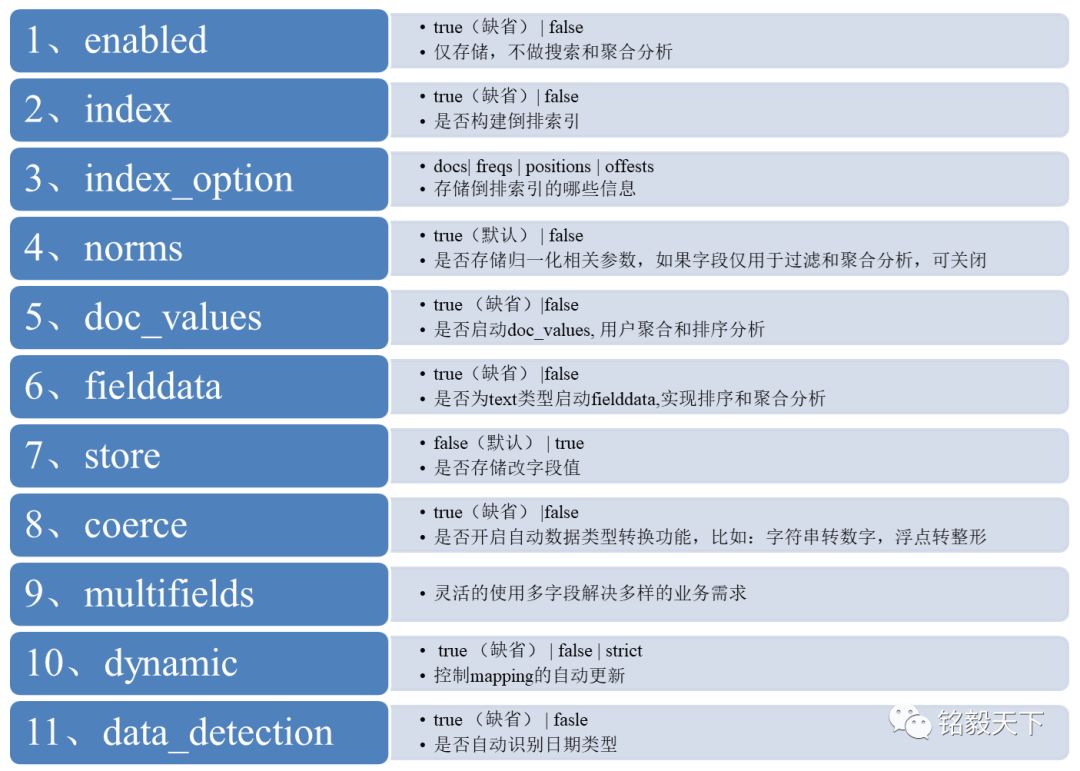 1、 enabled
• true（缺省） | false
• 仅存储，不做搜索和聚合分析
2、 index
• true（缺省）| false
• 是否构建倒排索引
3、 index_option
• docs| freqs | positions | offests
• 存储倒排索引的哪些信息
4、 norms
• true（默认） | false
• 是否存储归一化相关参数，如果字段仅用于过滤和聚合分析，可关闭
5、 doc_values
• true （缺省）|false
• 是否启动doc_values, 用户聚合和排序分析
6、 fielddata
• true（缺省） |false
• 是否为text类型启动fielddata,实现排序和聚合分析
7、 store
• false（默认） | true
• 是否存储改字段值
8、 coerce
• true（缺省） |false
• 是否开启自动数据类型转换功能，比如：字符串转数字，浮点转整形
9、 multifields
• 灵活的使用多字段解决多样的业务需求
10、 dynamic
• true （缺省） | false | strict
• 控制mapping的自动更新
11、 data_detection
• true （缺省） | fasle
• 是否自动识别日期类型
铭毅天下